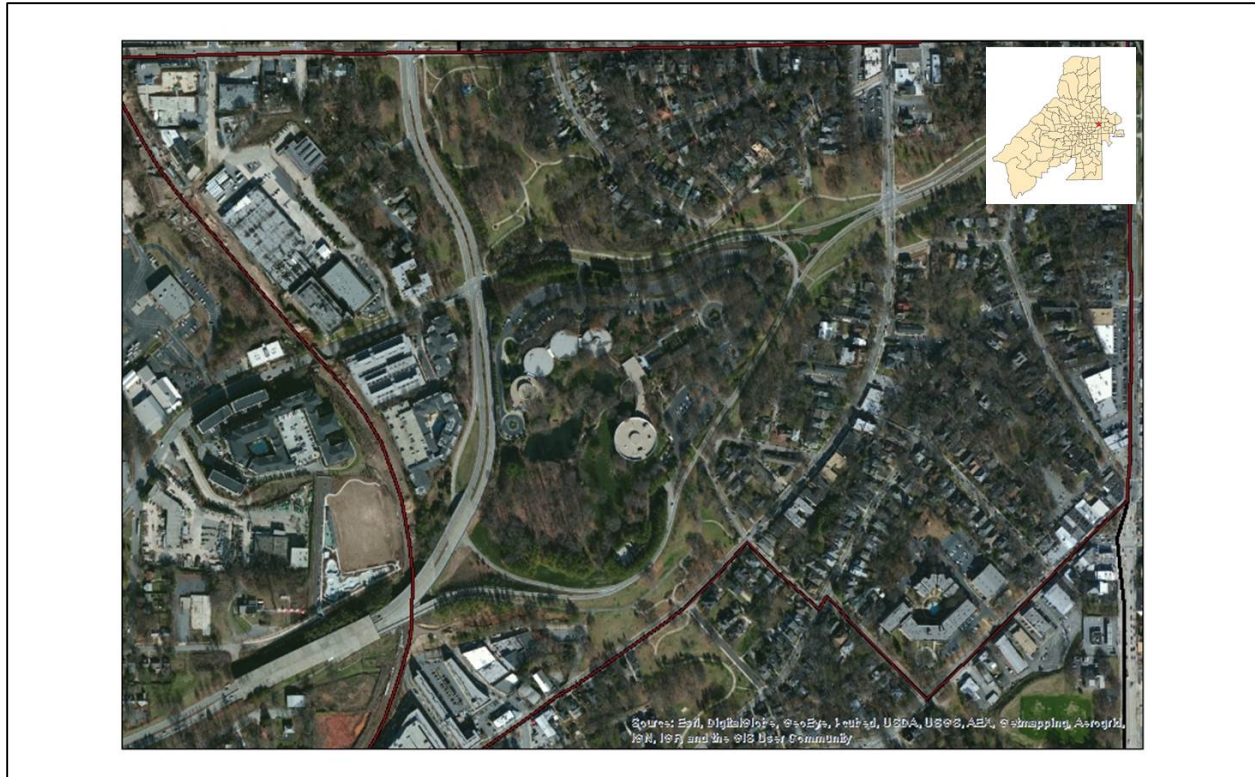 Source: Esri, DigitalGlobe, GeoEye, i-cubed, USDA, USGS, AEX, Getmapping, Aerogrid,
IGN, IGP, and the GIS User Community